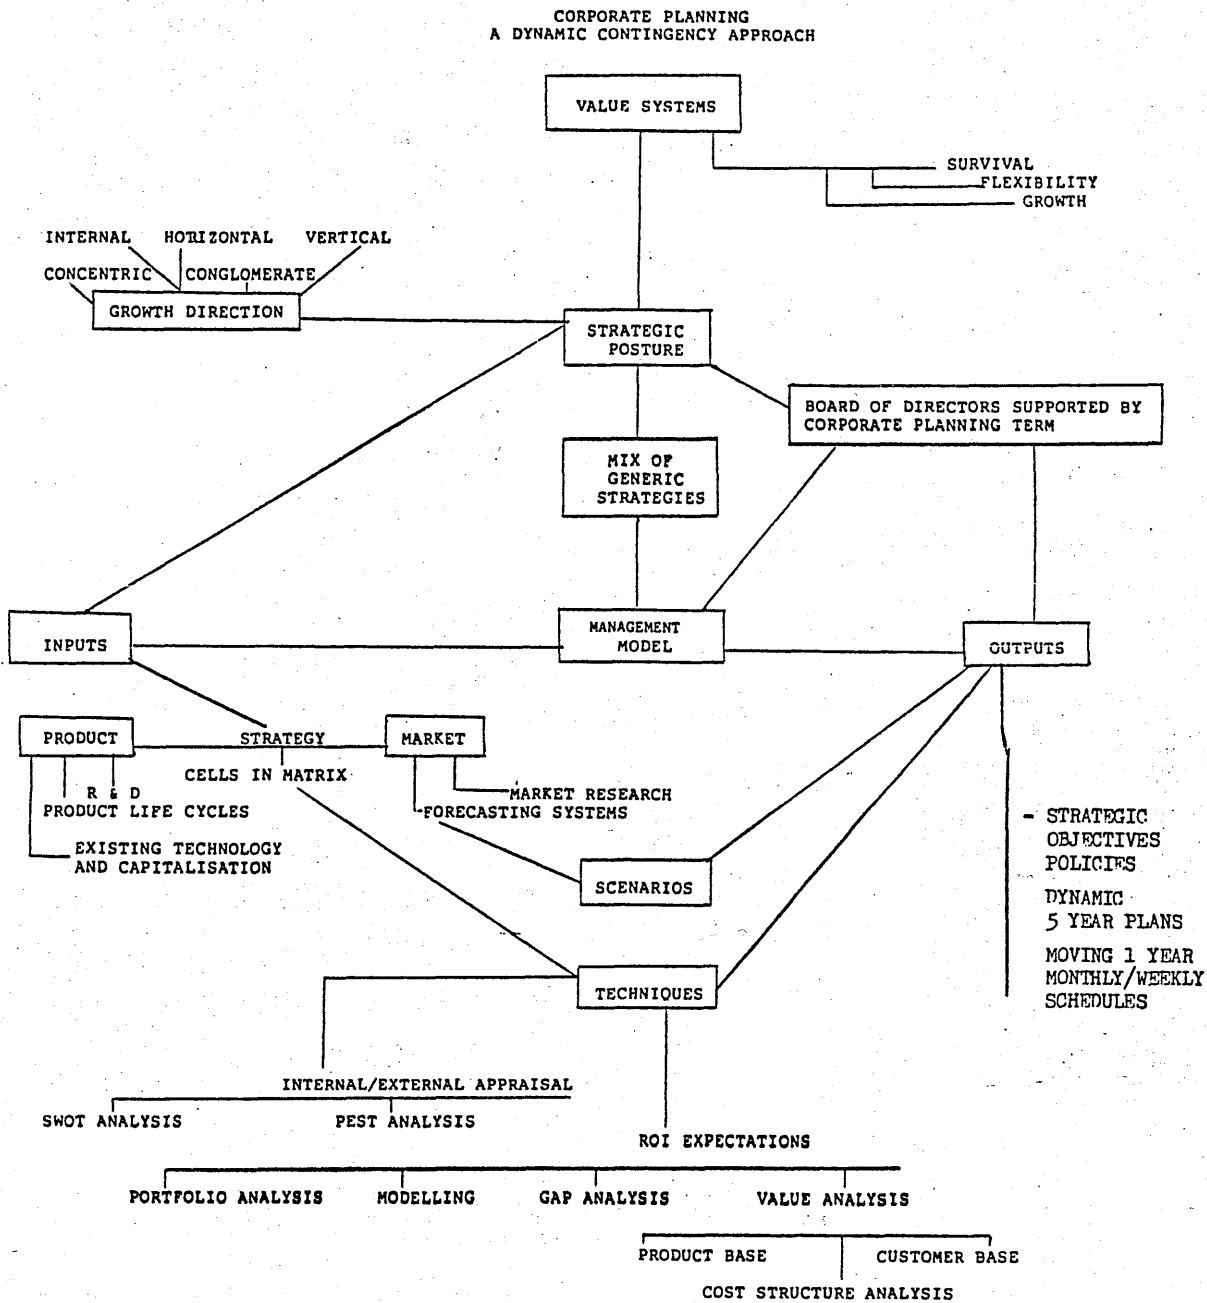 CORPORATE PLANNING
A DYNAMIC CONTINGENCY APPROACH
VALUE SYSTEMS
SURVIVAL
FLEXIBILITY
GROWTH
INTERNAL HORIZONTAL VERTICAL
CONCENTRIC CONGLOMERATE
GROWTH DIRECTION
STRATEGIC
POSTURE
BOARD OF DIRECTORS SUPPORTED BY
CORPORATE PLANNING TERM
MIX OF
GENERIC
STRATEGIES
INPUTS
MANAGEMENT
MODEL
OUTPUTS
PRODUCT
STRATEGY
MARKET
CELLS IN MATRIX
R & D
PRODUCT LIFE CYCLES
EXISTING TECHNOLOGY
AND CAPITALISATION
MARKET RESEARCH
FORECASTING SYSTEMS
SCENARIOS
- STRATEGIC
OBJECTIVES
POLICIES
DYNAMIC
5 YEAR PLANS
MOVING 1 YEAR
MONTHLY/WEEKLY
SCHEDULES
TECHNIQUES
INTERNAL/EXTERNAL APPRAISAL
SWOT ANALYSIS PEST ANALYSIS
ROI EXPECTATIONS
PORTFOLIO ANALYSIS MODELLING GAP ANALYSIS VALUE ANALYSIS
PRODUCT BASE CUSTOMER BASE
COST STRUCTURE ANALYSIS